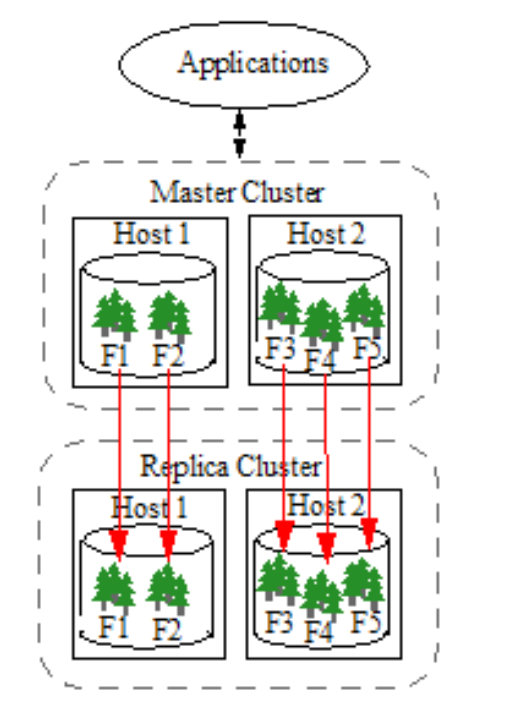 Applications
Master Cluster
Host 1
Host 2
F1
F2
F3
F4
F5
Replica Cluster
Host 1
Host 2
F1
F2
F3
F4
F5